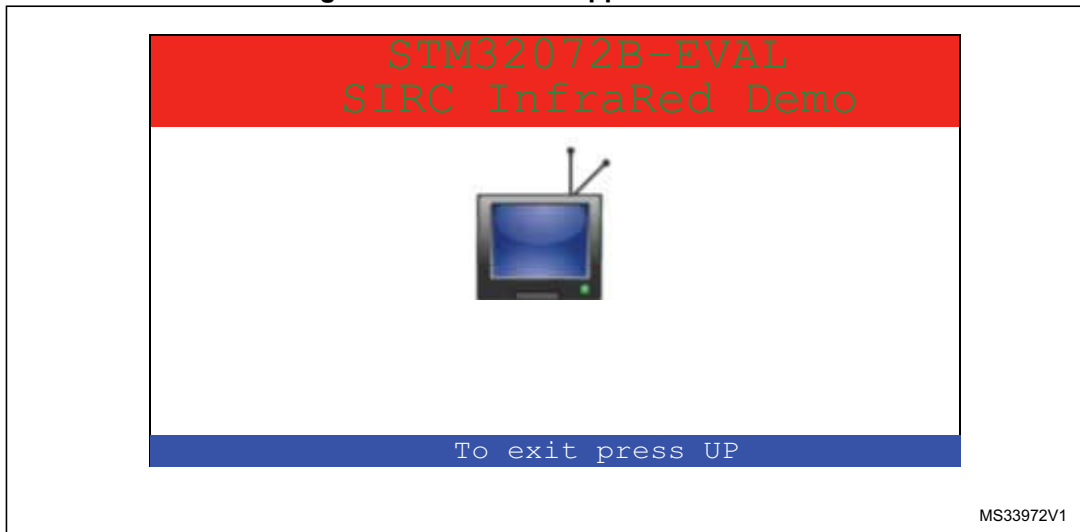 STM32072B-EVAL
SIRC InfraRed Demo
To exit press UP
MS33972V1